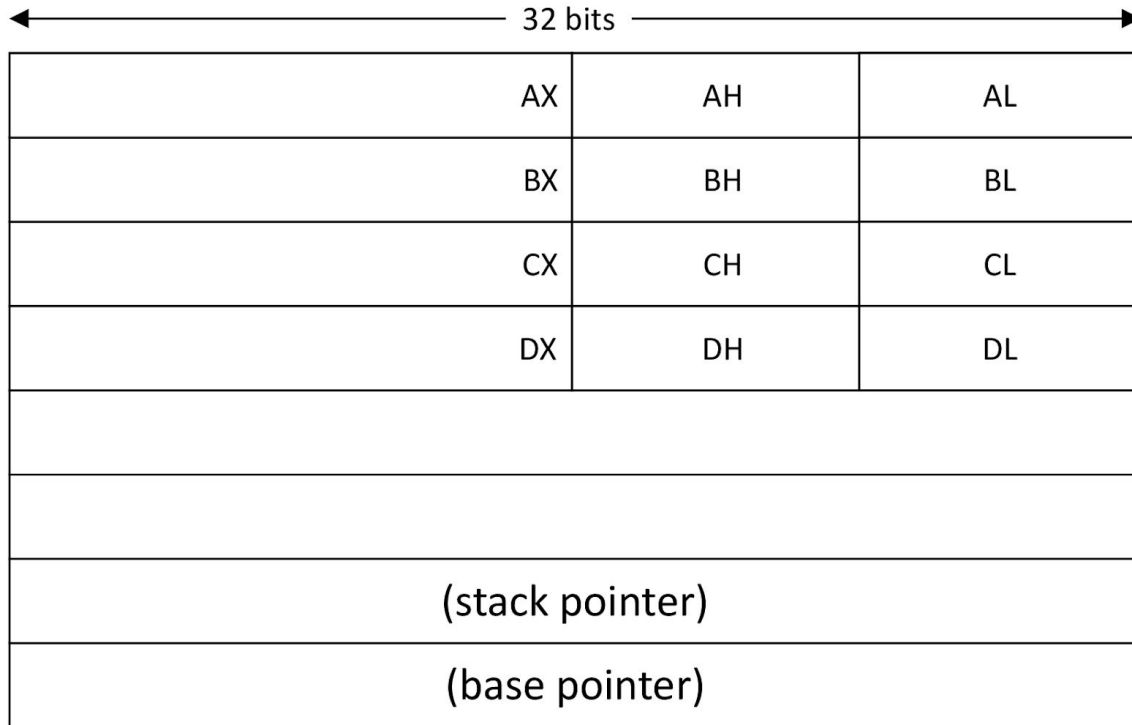 32 bits
AX AH AL
BX BH BL
CX CH CL
DX DH DL
(stack pointer)
(base pointer)